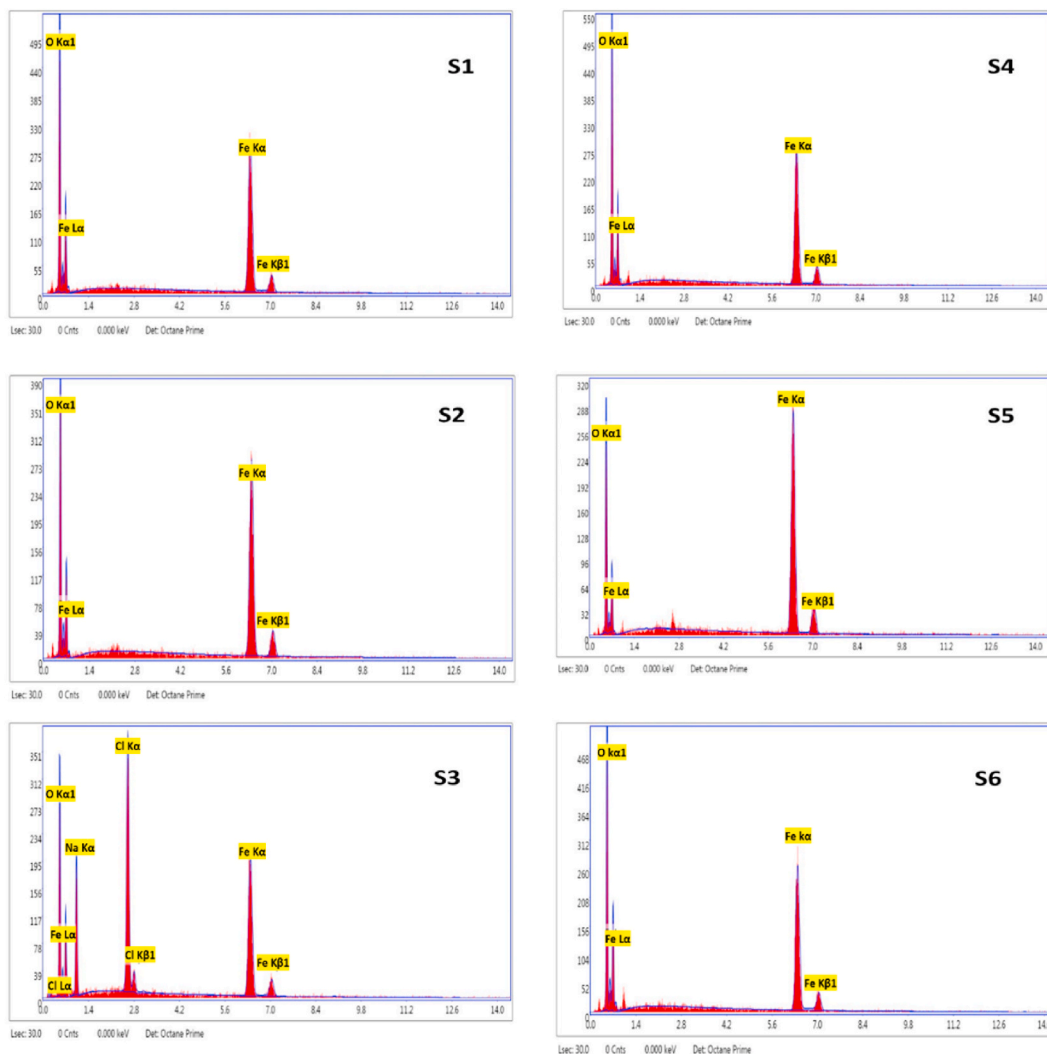 S1
O Kα1
Fe Lα
Fe Kα
Fe Kβ1
495
440
385
330
275
220
165
110
55
0
0.0 1.4 2.8 4.2 5.6 7.0 8.4 9.8 11.2 12.6 14.0
Lsec: 30.0 0 Cnts 0.000 keV Det: Octane Prime
S4
O Kα1
Fe Lα
Fe Kα
Fe Kβ1
550
495
440
385
330
275
220
165
110
50
0
0.0 1.4 2.8 4.2 5.6 7.0 8.4 9.8 11.2 12.6 14.0
Lsec: 30.0 0 Cnts 0.000 keV Det: Octane Prime
S2
O Kα1
Fe Lα
Fe Kα
Fe Kβ1
390
351
312
273
234
195
156
117
78
39
0
0.0 1.4 2.8 4.2 5.6 7.0 8.4 9.8 11.2 12.6 14.0
Lsec: 30.0 0 Cnts 0.000 keV Det: Octane Prime
S5
O Kα1
Fe Lα
Fe Kα
Fe Kβ1
320
288
256
224
192
160
128
96
64
32
0
0.0 1.4 2.8 4.2 5.6 7.0 8.4 9.8 11.2 12.6 14.0
Lsec: 30.0 0 Cnts 0.000 keV Det: Octane Prime
S3
Cl Kα
O Kα1
Na Kα
Fe Lα
Cl Lα
Cl Kβ1
Fe Kα
Fe Kβ1
351
312
273
234
195
156
117
78
39
0
0.0 1.4 2.8 4.2 5.6 7.0 8.4 9.8 11.2 12.6 14.0
Lsec: 30.0 0 Cnts 0.000 keV Det: Octane Prime
S6
O kα1
Fe Lα
Fe kα
Fe Kβ1
468
416
364
312
260
208
156
104
52
0
0.0 1.4 2.8 4.2 5.6 7.0 8.4 9.8 11.2 12.6 14.0
Lsec: 30.0 0 Cnts 0.000 keV Det: Octane Prime